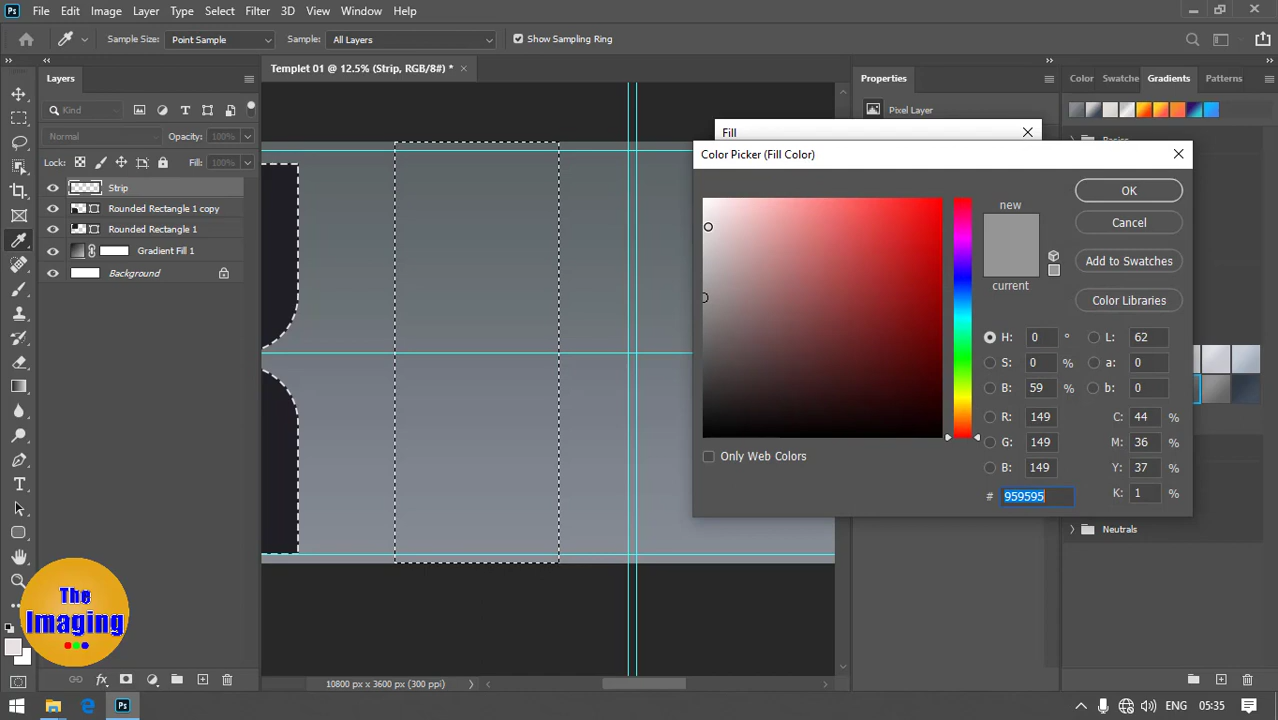 Ps File Edit Image Layer Type Select Filter 3D View Window Help
Sample Size: Point Sample Sample: All Layers Show Sampling Ring
Layers
Templet 01 @ 12.5% (Strip, RGB/8#) *
Properties
Color Swatche Gradients Patterns
Kind
Pixel Layer
Normal Opacity: 100%
Fill
Lock: Fill: 100%
Color Picker (Fill Color)
Strip
Rounded Rectangle 1 copy
Rounded Rectangle 1
Gradient Fill 1
Background
new
current
OK
Cancel
Add to Swatches
Color Libraries
H: 0 ° L: 62
S: 0 % a: 0
B: 59 % b: 0
R: 149 C: 44 %
G: 149 M: 36 %
B: 149 Y: 37 %
# 959595 K: 1 %
Only Web Colors
Neutrals
The
Imaging
10800 px x 3600 px (300 ppi)
Ps
ENG 05:35